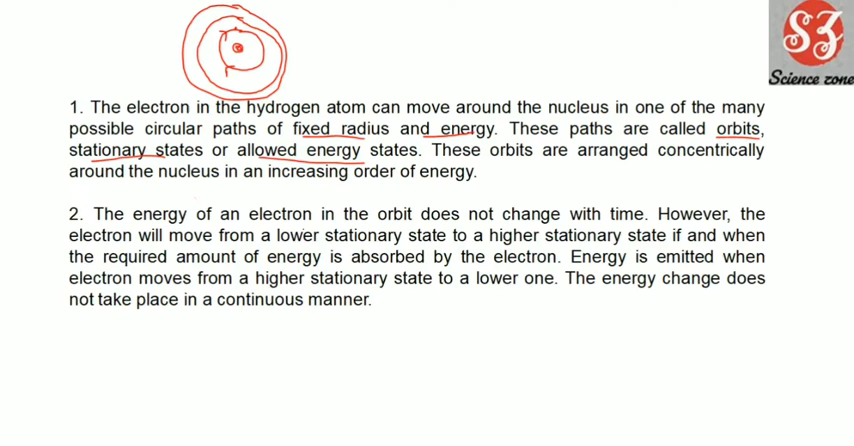 SZ
Science zone
1. The electron in the hydrogen atom can move around the nucleus in one of the many
possible circular paths of fixed radius and energy. These paths are called orbits,
stationary states or allowed energy states. These orbits are arranged concentrically
around the nucleus in an increasing order of energy.
2. The energy of an electron in the orbit does not change with time. However, the
electron will move from a lower stationary state to a higher stationary state if and when
the required amount of energy is absorbed by the electron. Energy is emitted when
electron moves from a higher stationary state to a lower one. The energy change does
not take place in a continuous manner.